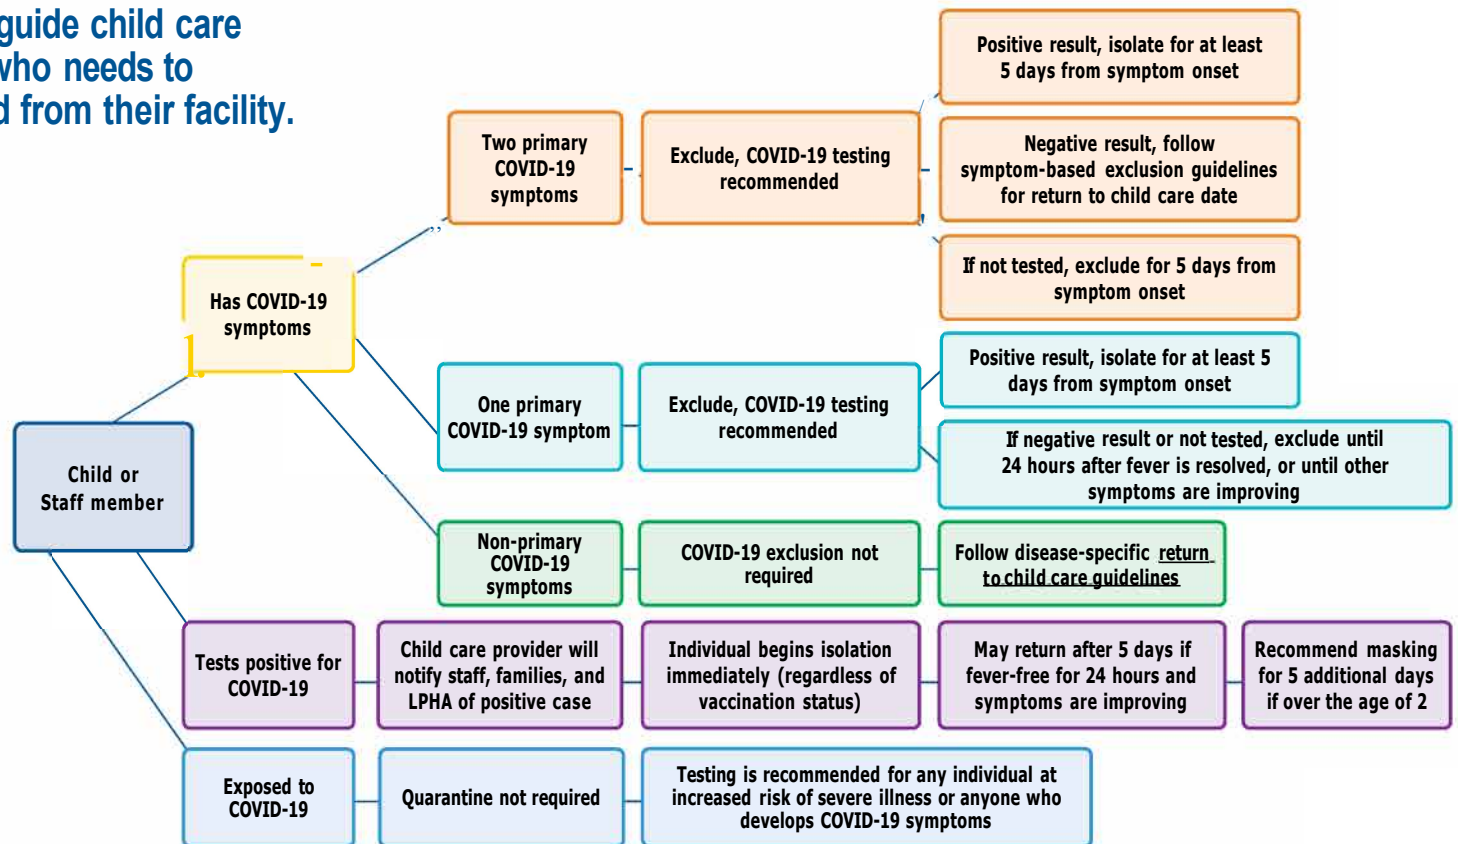 guide child care
who needs to
d from their facility.
Positive result, isolate for at least
5 days from symptom onset
Two primary
COVID-19
symptoms
Exclude, COVID-19 testing
recommended
Negative result, follow
symptom-based exclusion guidelines
for return to child care date
If not tested, exclude for 5 days from
symptom onset
Has COVID-19
symptoms
Positive result, isolate for at least 5
days from symptom onset
One primary
COVID-19 symptom
Exclude, COVID-19 testing
recommended
If negative result or not tested, exclude until
24 hours after fever is resolved, or until other
symptoms are improving
Child or
Staff member
Non-primary
COVID-19
symptoms
COVID-19 exclusion not
required
Follow disease-specific return
to child care guidelines
Tests positive for
COVID-19
Child care provider will
notify staff, families, and
LPHA of positive case
Individual begins isolation
immediately (regardless of
vaccination status)
May return after 5 days if
fever-free for 24 hours and
symptoms are improving
Recommend masking
for 5 additional days
if over the age of 2
Exposed to
COVID-19
Quarantine not required
Testing is recommended for any individual at
increased risk of severe illness or anyone who
develops COVID-19 symptoms